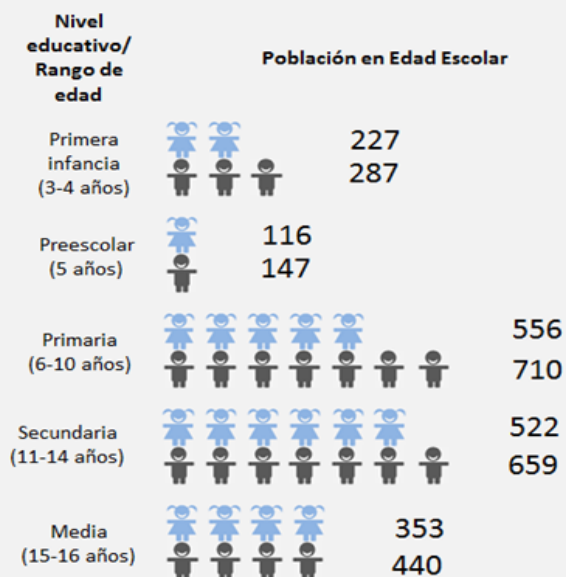 Nivel
educativo/
Rango de
edad
Población en Edad Escolar
Primera
infancia
(3-4 años)
227
287
Preescolar
(5 años)
116
147
Primaria
(6-10 años)
556
710
Secundaria
(11-14 años)
522
659
Media
(15-16 años)
353
440